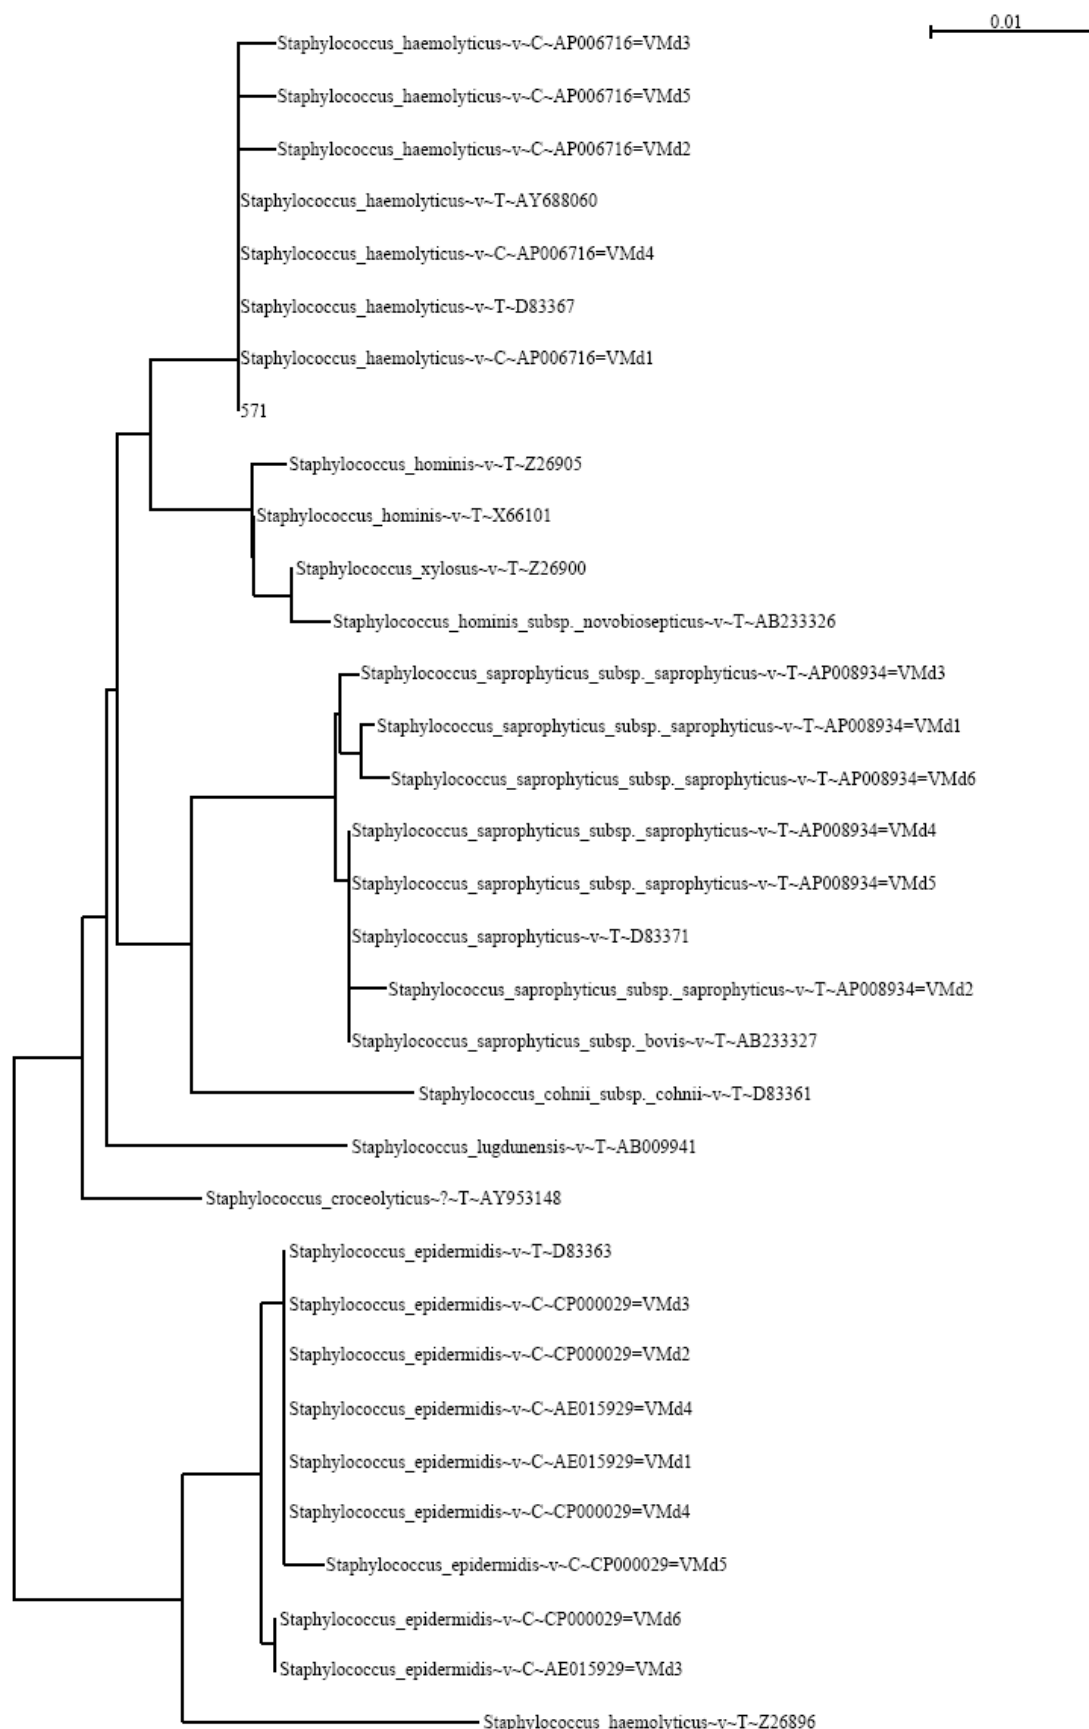 0.01
Staphylococcus_haemolyticus~v~C~AP006716=VMd3
Staphylococcus_haemolyticus~v~C~AP006716=VMd5
Staphylococcus_haemolyticus~v~C~AP006716=VMd2
Staphylococcus_haemolyticus~v~T~AY688060
Staphylococcus_haemolyticus~v~C~AP006716=VMd4
Staphylococcus_haemolyticus~v~T~D83367
Staphylococcus_haemolyticus~v~C~AP006716=VMd1
571
Staphylococcus_hominis~v~T~Z26905
Staphylococcus_hominis~v~T~X66101
Staphylococcus_xylosus~v~T~Z26900
Staphylococcus_hominis_subsp._novobiosepticus~v~T~AB233326
Staphylococcus_saprophyticus_subsp._saprophyticus~v~T~AP008934=VMd3
Staphylococcus_saprophyticus_subsp._saprophyticus~v~T~AP008934=VMd1
Staphylococcus_saprophyticus_subsp._saprophyticus~v~T~AP008934=VMd6
Staphylococcus_saprophyticus_subsp._saprophyticus~v~T~AP008934=VMd4
Staphylococcus_saprophyticus_subsp._saprophyticus~v~T~AP008934=VMd5
Staphylococcus_saprophyticus~v~T~D83371
Staphylococcus_saprophyticus_subsp._saprophyticus~v~T~AP008934=VMd2
Staphylococcus_saprophyticus_subsp._bovis~v~T~AB233327
Staphylococcus_cohnii_subsp._cohnii~v~T~D83361
Staphylococcus_lugdunensis~v~T~AB009941
Staphylococcus_croceolyticus~?~T~AY953148
Staphylococcus_epidermidis~v~T~D83363
Staphylococcus_epidermidis~v~C~CP000029=VMd3
Staphylococcus_epidermidis~v~C~CP000029=VMd2
Staphylococcus_epidermidis~v~C~AE015929=VMd4
Staphylococcus_epidermidis~v~C~AE015929=VMd1
Staphylococcus_epidermidis~v~C~CP000029=VMd4
Staphylococcus_epidermidis~v~C~CP000029=VMd5
Staphylococcus_epidermidis~v~C~CP000029=VMd6
Staphylococcus_epidermidis~v~C~AE015929=VMd3
Staphylococcus_haemolyticus~v~T~Z26896